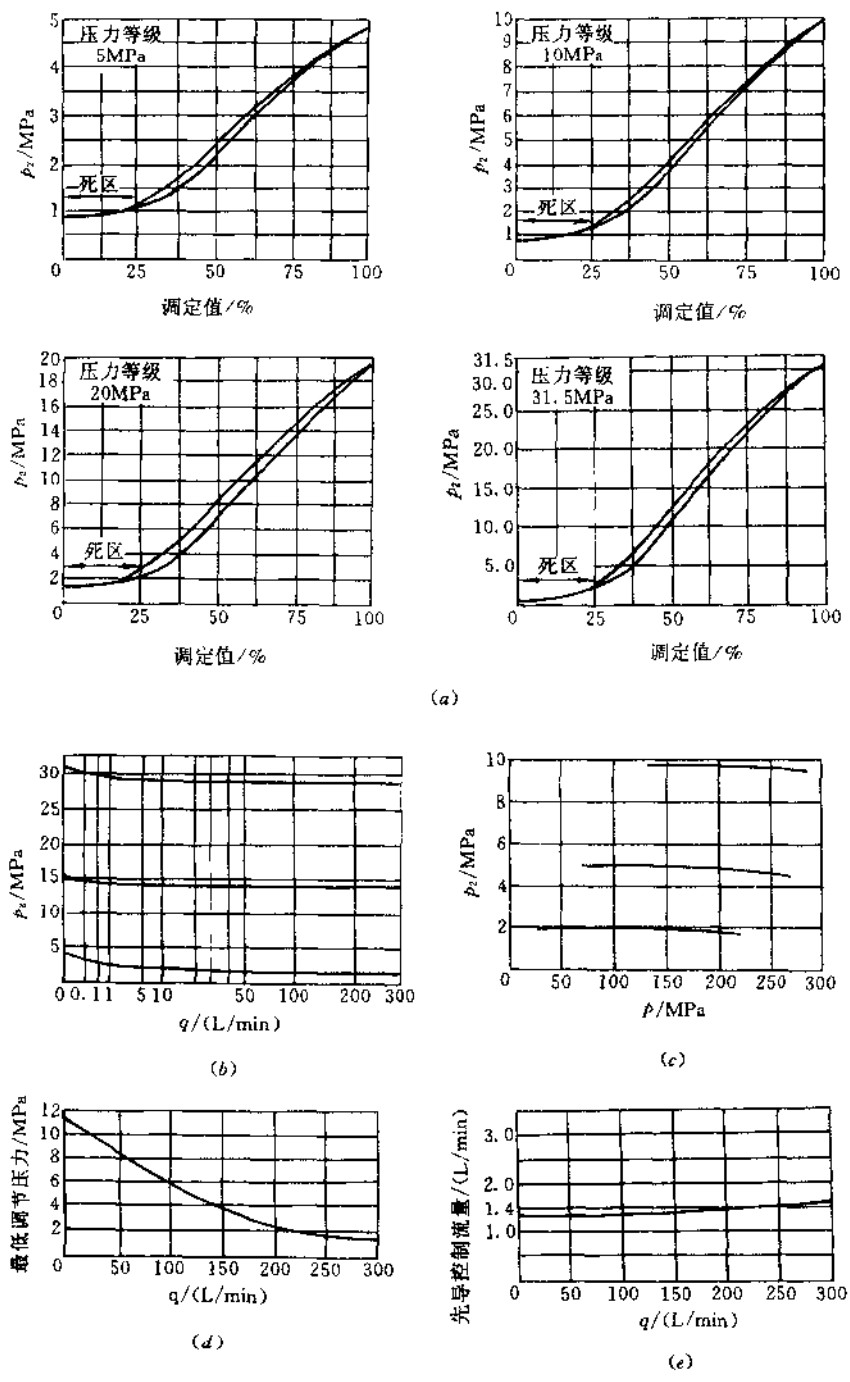 压力等级
5MPa
5
4
3
2
1
0
p₂/MPa
死区
25 50 75 100
调定值/%
压力等级
10MPa
10
9
8
7
6
5
4
3
2
1
0
p₂/MPa
死区
25 50 75 100
调定值/%
压力等级
20MPa
20
18
16
14
12
10
8
6
4
2
0
p₂/MPa
死区
25 50 75 100
调定值/%
压力等级
31.5MPa
31.5
30.0
25.0
20.0
15.0
10.0
5.0
0
p₂/MPa
死区
25 50 75 100
调定值/%
(a)
30
25
20
15
10
5
p₂/MPa
0 0.1 1 5 10 50 100 200 300
q/(L/min)
(b)
10
8
6
4
2
p₂/MPa
0 50 100 150 200 250 300
p/MPa
(c)
12
10
8
6
4
2
最低调节压力/MPa
0 50 100 150 200 250 300
q/(L/min)
(d)
3.0
2.0
1.4
1.0
先导控制流量/(L/min)
0 50 100 150 200 250 300
q/(L/min)
(e)